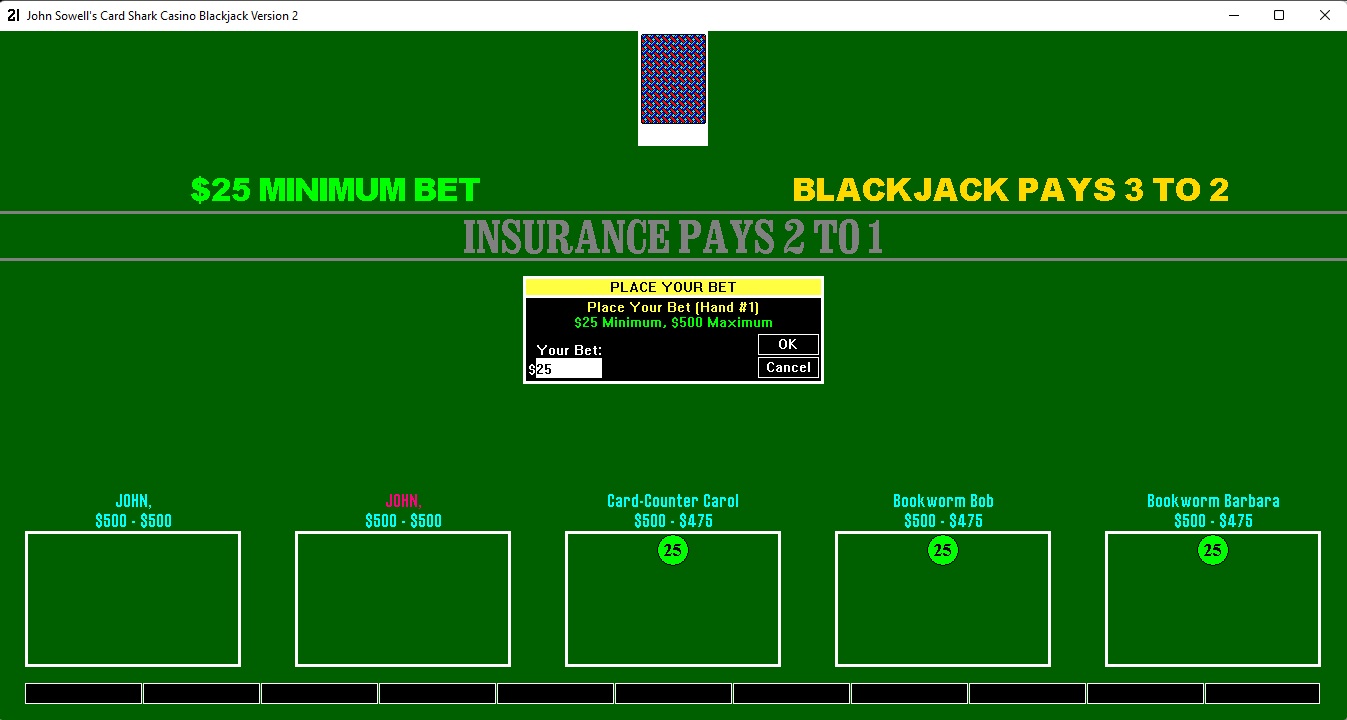 21 John Sowell's Card Shark Casino Blackjack Version 2
$25 MINIMUM BET
BLACKJACK PAYS 3 TO 2
INSURANCE PAYS 2 TO 1
PLACE YOUR BET
Place Your Bet (Hand #1)
$25 Minimum, $500 Maximum
Your Bet:
$25
OK
Cancel
JOHN,
$500 - $500
JOHN,
$500 - $500
Card-Counter Carol
$500 - $475
25
Bookworm Bob
$500 - $475
25
Bookworm Barbara
$500 - $475
25